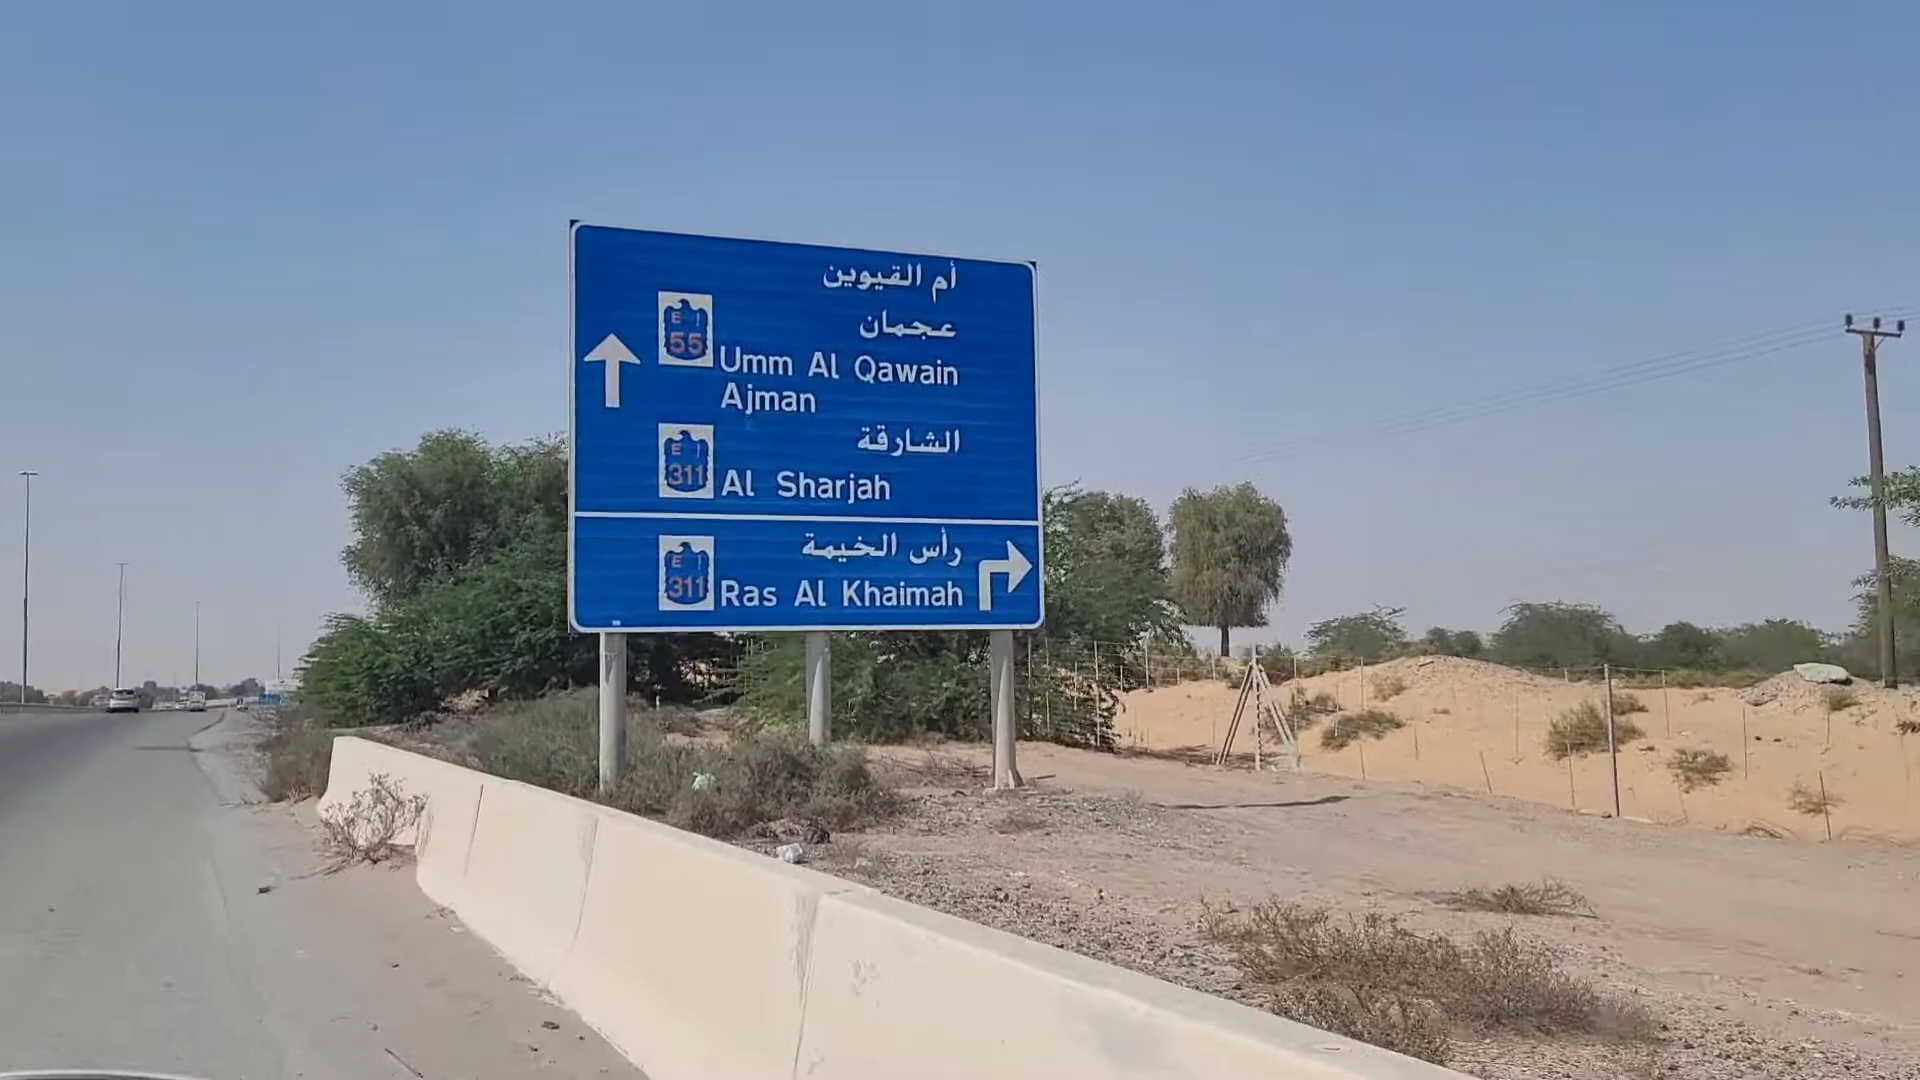 أم القيوين
عجمان
E 55
Umm Al Qawain
Ajman
الشارقة
E 311
Al Sharjah
رأس الخيمة
E 311
Ras Al Khaimah